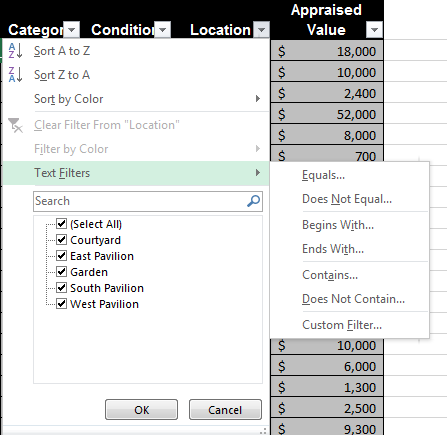 Categor Condition Location Appraised Value
Sort A to Z
Sort Z to A
Sort by Color
Clear Filter From "Location"
Filter by Color
Text Filters
Search
(Select All)
Courtyard
East Pavilion
Garden
South Pavilion
West Pavilion
OK Cancel
Equals...
Does Not Equal...
Begins With...
Ends With...
Contains...
Does Not Contain...
Custom Filter...
$ 18,000
$ 10,000
$ 2,400
$ 52,000
$ 8,000
$ 700
$ 10,000
$ 6,000
$ 1,300
$ 2,500
$ 9,300